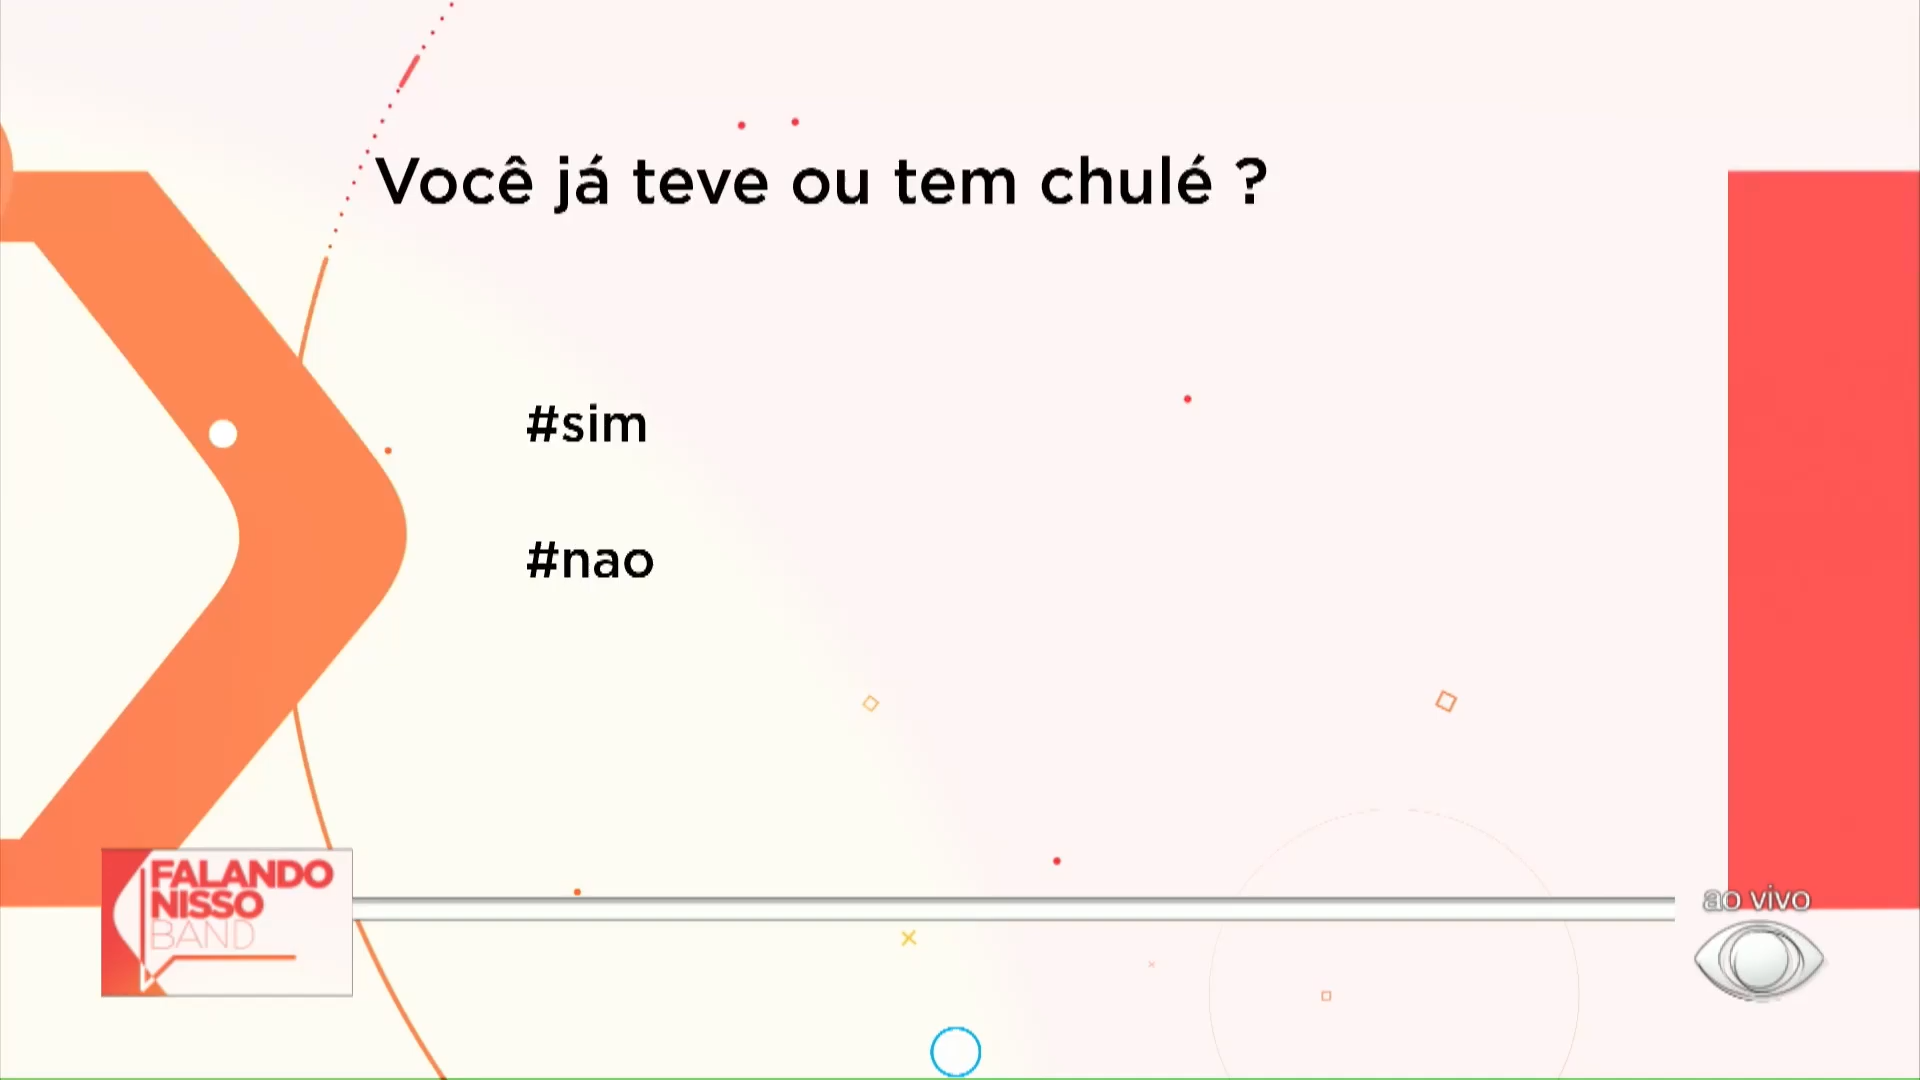 Você já teve ou tem chulé ?
#sim
#nao
FALANDO
NISSO
BAND
ao vivo